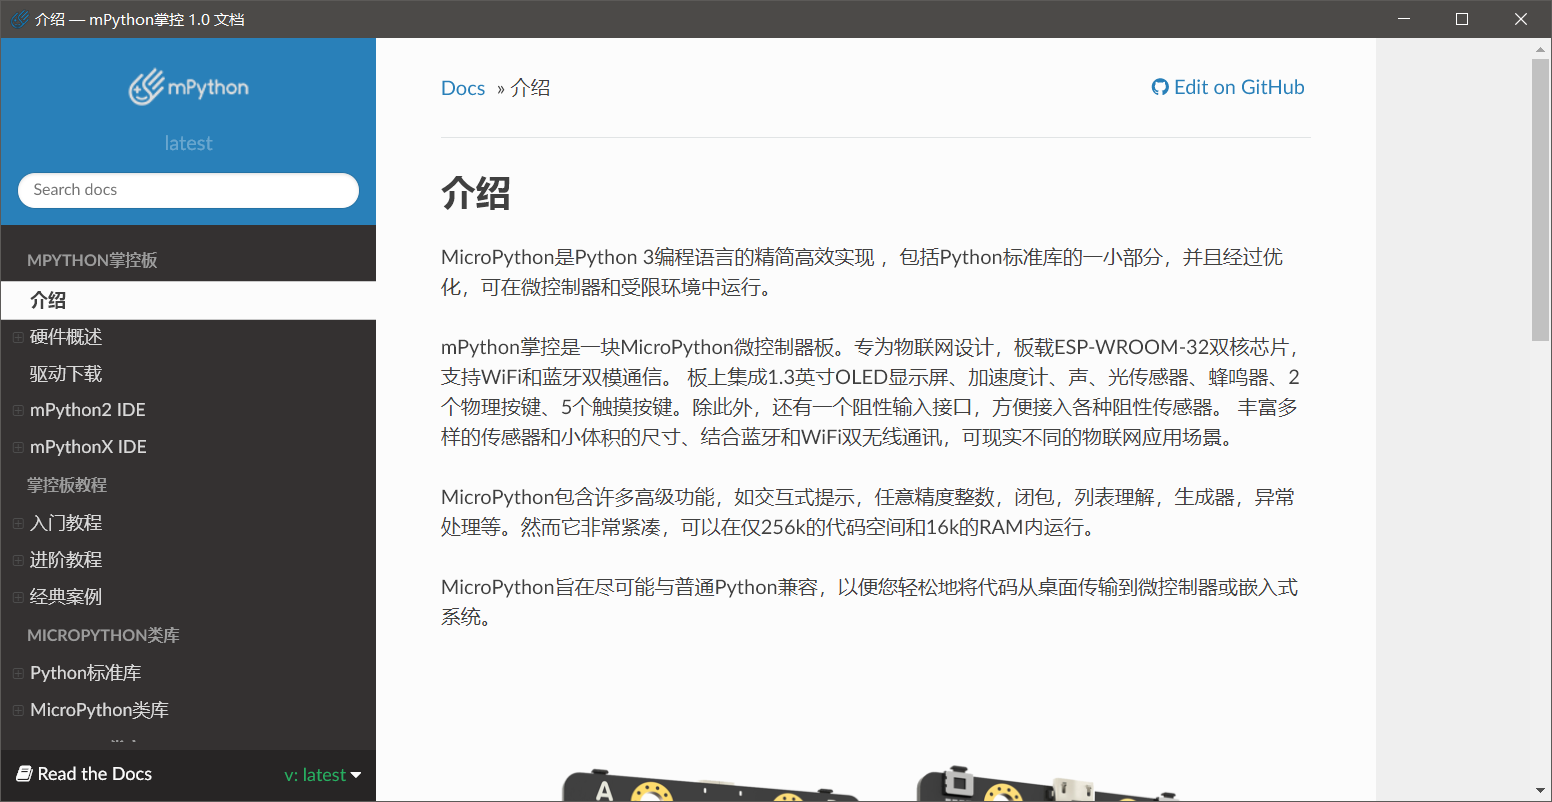 介绍 — mPython掌控 1.0 文档
mPython
latest
Search docs
MPYTHON掌控板
介绍
硬件概述
驱动下载
mPython2 IDE
mPythonX IDE
掌控板教程
入门教程
进阶教程
经典案例
MICROPYTHON类库
Python标准库
MicroPython类库
Read the Docs
v: latest
Docs » 介绍
Edit on GitHub
介绍
MicroPython是Python 3编程语言的精简高效实现 ，包括Python标准库的一小部分，并且经过优
化，可在微控制器和受限环境中运行。
mPython掌控是一块MicroPython微控制器板。专为物联网设计，板载ESP-WROOM-32双核芯片，
支持WiFi和蓝牙双模通信。 板上集成1.3英寸OLED显示屏、加速度计、声、光传感器、蜂鸣器、2
个物理按键、5个触摸按键。除此外，还有一个阻性输入接口，方便接入各种阻性传感器。 丰富多
样的传感器和小体积的尺寸、结合蓝牙和WiFi双无线通讯，可现实不同的物联网应用场景。
MicroPython包含许多高级功能，如交互式提示，任意精度整数，闭包，列表理解，生成器，异常
处理等。然而它非常紧凑，可以在仅256k的代码空间和16k的RAM内运行。
MicroPython旨在尽可能与普通Python兼容，以便您轻松地将代码从桌面传输到微控制器或嵌入式
系统。
A